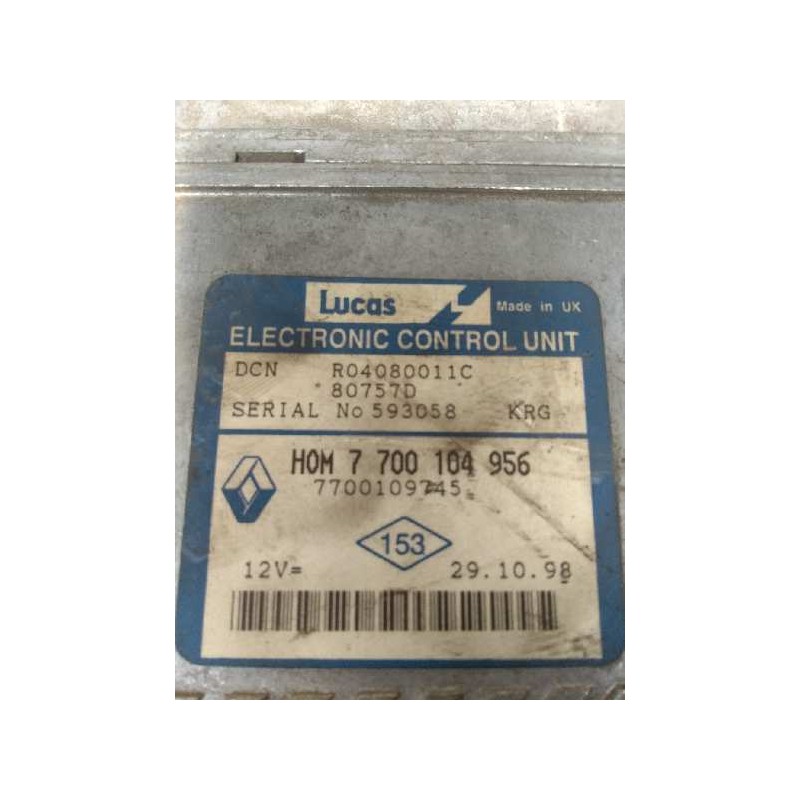 Lucas Made in UK
ELECTRONIC CONTROL UNIT
DCN R04080011C
80757D
SERIAL No 593058 KRG
HOM 7 700 104 956
7700109745
153
12V= 29.10.98